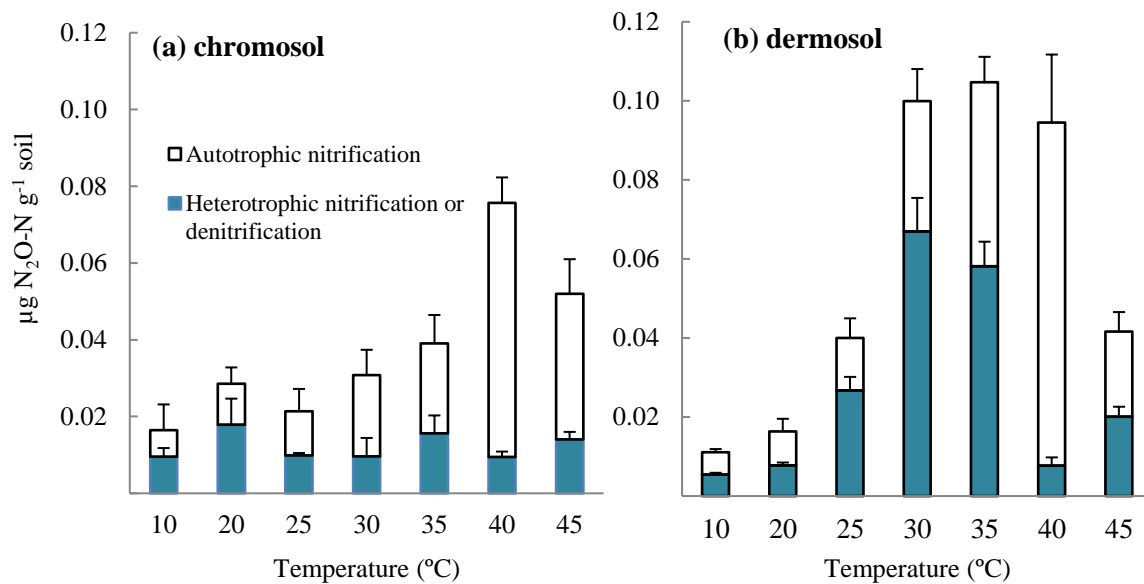 (a) chromosol
0.12
0.10
0.08
0.06
0.04
0.02
µg N₂O-N g⁻¹ soil
Autotrophic nitrification
Heterotrophic nitrification or
denitrification
10 20 25 30 35 40 45
Temperature (ºC)
(b) dermosol
0.12
0.10
0.08
0.06
0.04
0.02
10 20 25 30 35 40 45
Temperature (ºC)